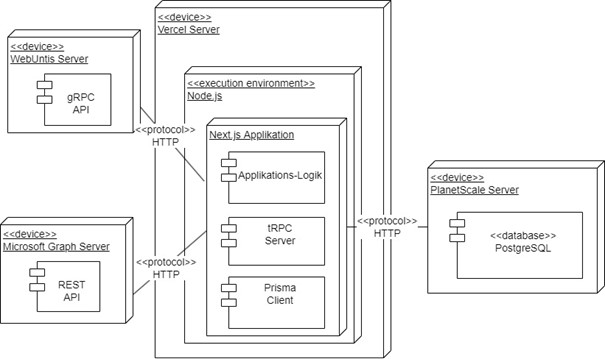 <<device>>
Vercel Server
<<device>>
WebUntis Server
gRPC
API
<<protocol>>
HTTP
<<execution environment>>
Node.js
Next.js Applikation
Applikations-Logik
tRPC
Server
Prisma
Client
<<device>>
Microsoft Graph Server
REST
API
<<protocol>>
HTTP
<<protocol>>
HTTP
<<device>>
PlanetScale Server
<<database>>
PostgreSQL